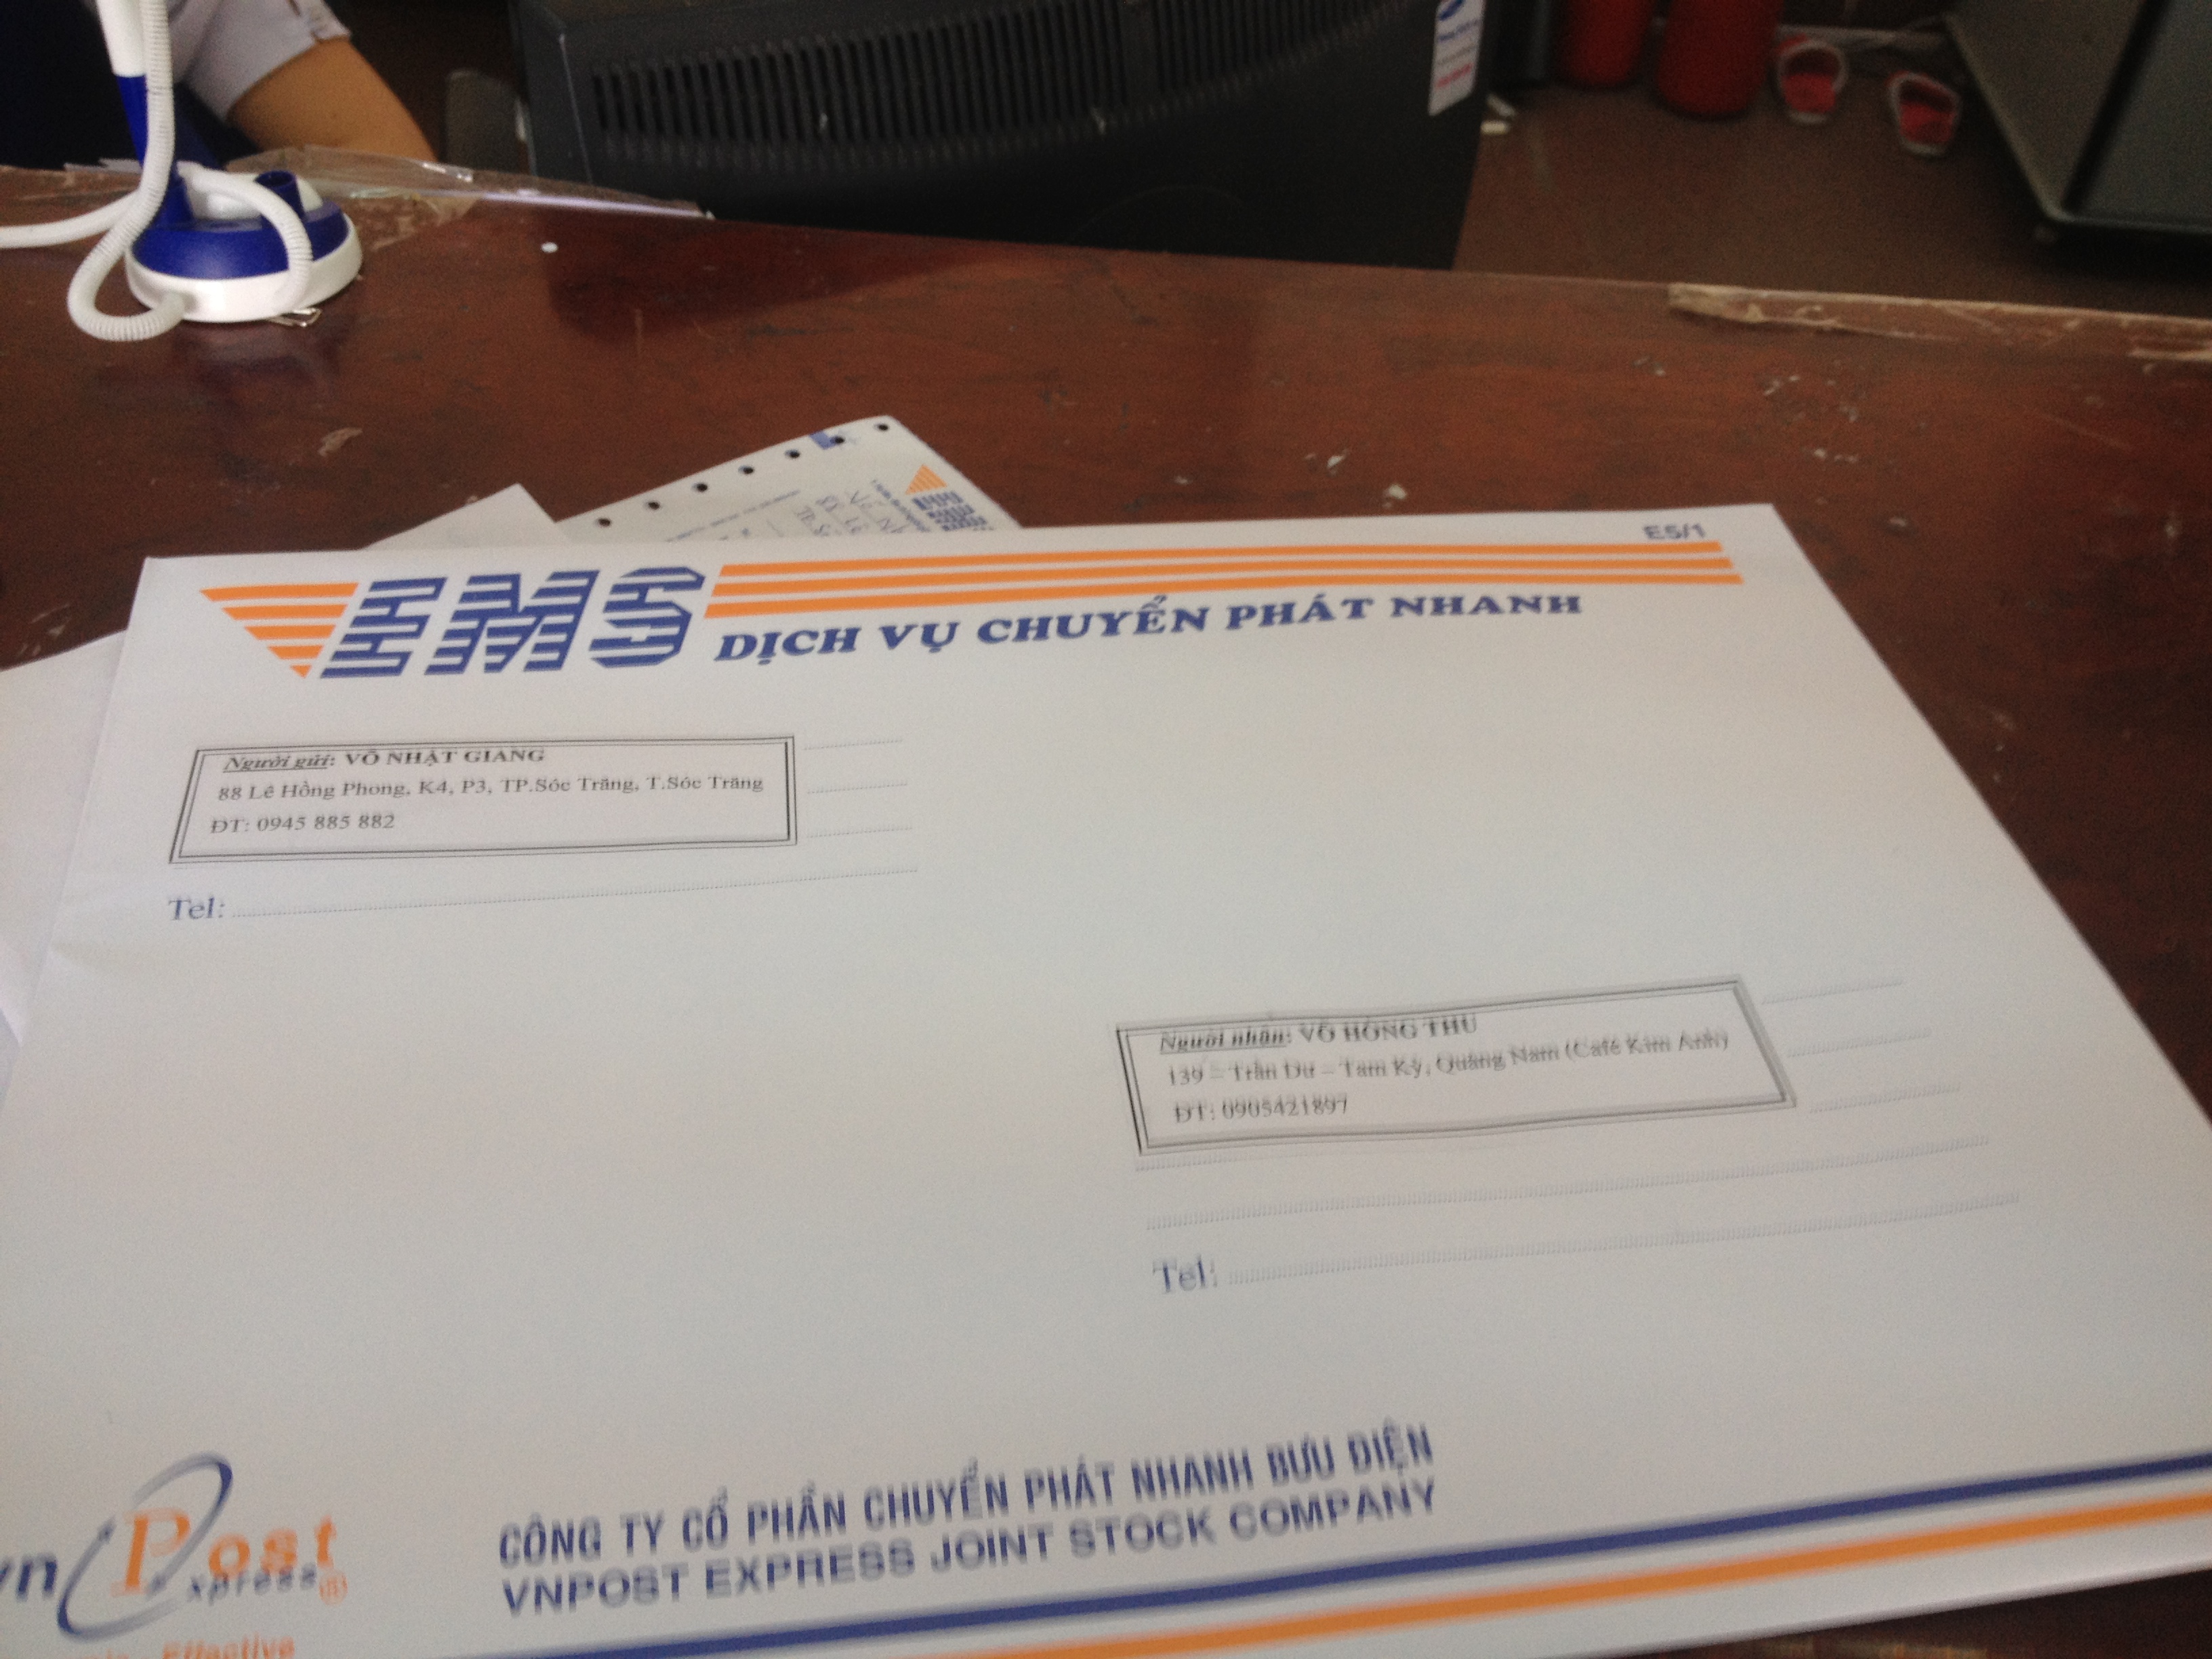 E5/1
EMS
DỊCH VỤ CHUYỂN PHÁT NHANH
Người gửi: VÕ NHẬT GIANG
88 Lê Hồng Phong, K4, P3, TP.Sóc Trăng, T.Sóc Trăng
ĐT: 0945 885 882
Tel:
Người nhận: VÕ HỒNG THU
139 – Trần Dư – Tam Kỳ, Quảng Nam (Café Kim Anh)
ĐT: 0905421897
Tel:
vnPost
express
Effective
CÔNG TY CỔ PHẦN CHUYỂN PHÁT NHANH BƯU ĐIỆN
VNPOST EXPRESS JOINT STOCK COMPANY